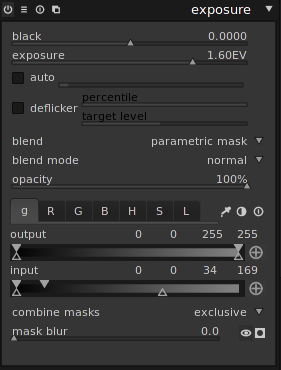 exposure
black 0.0000
exposure 1.60EV
auto
percentile
deflicker
target level
blend parametric mask
blend mode normal
opacity 100%
g R G B H S L
output 0 0 255 255
input 0 0 34 169
combine masks exclusive
mask blur 0.0